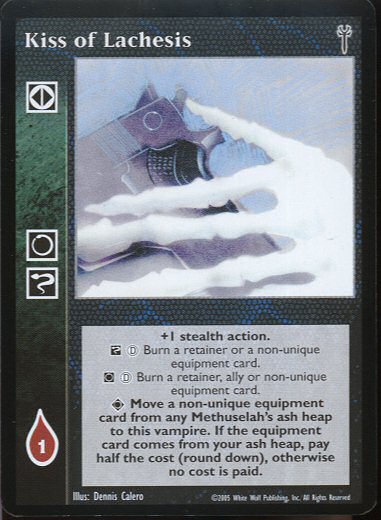 Kiss of Lachesis
+1 stealth action.
Ⓓ Burn a retainer or a non-unique
equipment card.
Ⓓ Burn a retainer, ally or non-unique
equipment card.
Move a non-unique equipment
card from any Methuselah's ash heap
to this vampire. If the equipment
card comes from your ash heap, pay
half the cost (round down), otherwise
no cost is paid.
1
Illus: Dennis Calero
©2005 White Wolf Publishing, Inc. All Rights Reserved